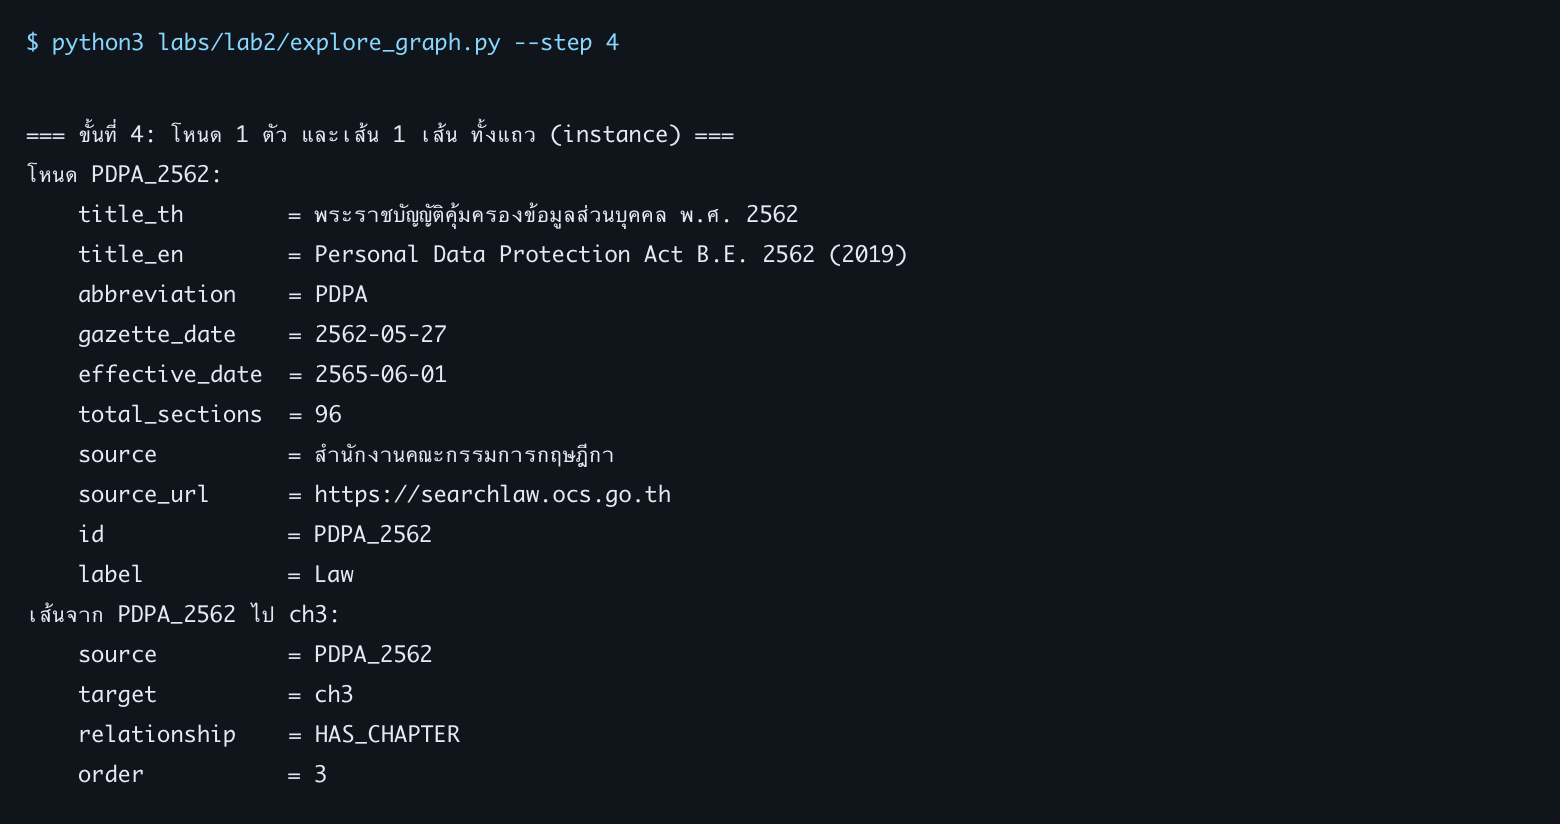 $ python3 labs/lab2/explore_graph.py --step 4
=== ขั้นที่ 4: โหนด 1 ตัว และเส้น 1 เส้น ทั้งแถว (instance) ===
โหนด PDPA_2562:
    title_th        = พระราชบัญญัติคุ้มครองข้อมูลส่วนบุคคล พ.ศ. 2562
    title_en        = Personal Data Protection Act B.E. 2562 (2019)
    abbreviation    = PDPA
    gazette_date    = 2562-05-27
    effective_date  = 2565-06-01
    total_sections  = 96
    source          = สำนักงานคณะกรรมการกฤษฎีกา
    source_url      = https://searchlaw.ocs.go.th
    id              = PDPA_2562
    label           = Law
เส้นจาก PDPA_2562 ไป ch3:
    source          = PDPA_2562
    target          = ch3
    relationship    = HAS_CHAPTER
    order           = 3